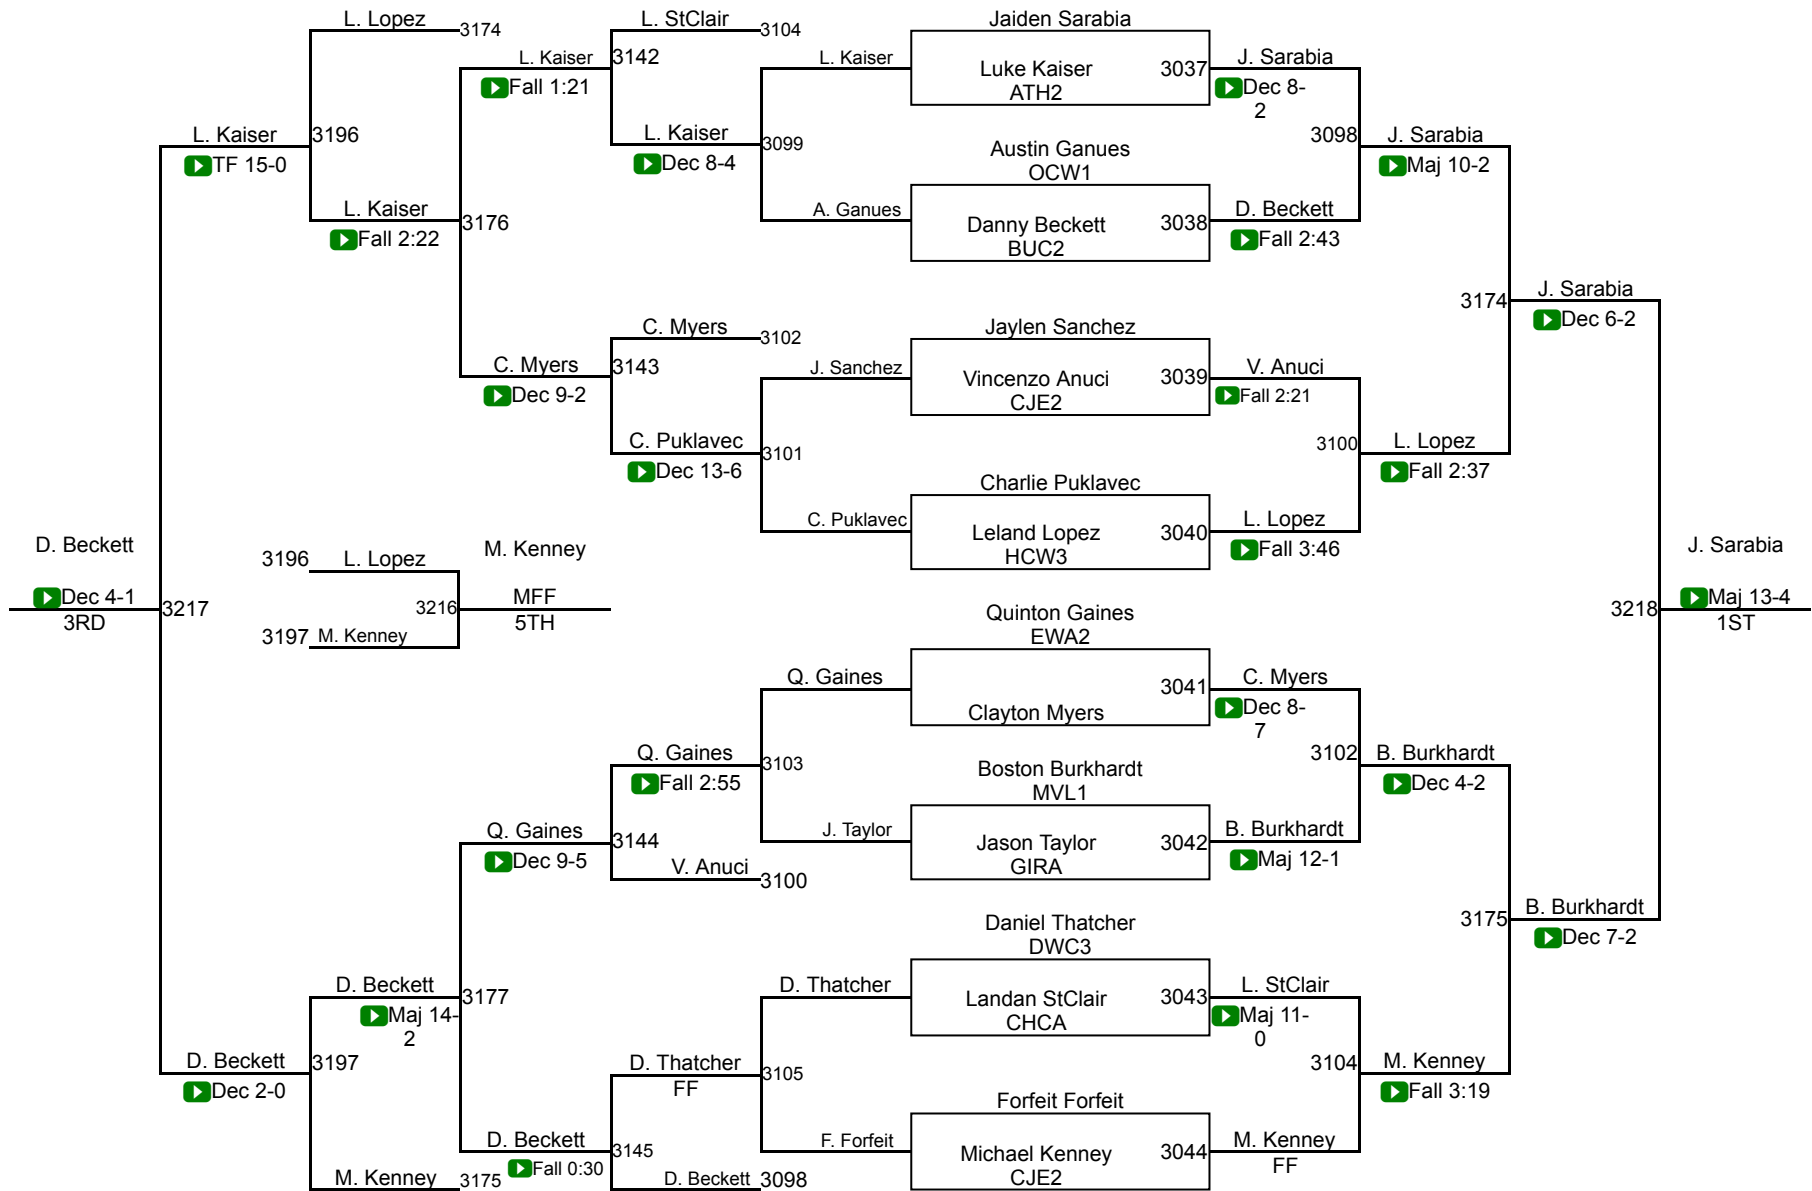 L. Lopez
3174
L. Kaiser
Fall 1:21
L. StClair
3104
3142
L. Kaiser
Dec 8-4
3099
L. Kaiser
A. Ganues
Jaiden Sarabia
Luke Kaiser
ATH2
3037
J. Sarabia
Dec 8-
2
Austin Ganues
OCW1
Danny Beckett
BUC2
3038
D. Beckett
Fall 2:43
3098
J. Sarabia
Maj 10-2
L. Kaiser
TF 15-0
3196
L. Kaiser
Fall 2:22
3176
C. Myers
Dec 9-2
C. Myers
3102
3143
C. Puklavec
Dec 13-6
3101
J. Sanchez
C. Puklavec
Jaylen Sanchez
Vincenzo Anuci
CJE2
3039
V. Anuci
Fall 2:21
Charlie Puklavec
Leland Lopez
HCW3
3040
L. Lopez
Fall 3:46
3100
L. Lopez
Fall 2:37
3174
J. Sarabia
Dec 6-2
D. Beckett
Dec 4-1
3RD
3217
3196
L. Lopez
3197
M. Kenney
3216
M. Kenney
MFF
5TH
3218
J. Sarabia
Maj 13-4
1ST
Quinton Gaines
EWA2
Clayton Myers
3041
Q. Gaines
C. Myers
Dec 8-
7
Q. Gaines
Fall 2:55
3103
J. Taylor
Boston Burkhardt
MVL1
Jason Taylor
GIRA
3042
B. Burkhardt
Maj 12-1
3102
B. Burkhardt
Dec 4-2
Q. Gaines
Dec 9-5
3144
V. Anuci
3100
3175
B. Burkhardt
Dec 7-2
D. Beckett
Maj 14-
2
3177
D. Thatcher
Daniel Thatcher
DWC3
Landan StClair
CHCA
3043
L. StClair
Maj 11-
0
D. Beckett
Dec 2-0
3197
D. Thatcher
FF
3105
F. Forfeit
Forfeit Forfeit
Michael Kenney
CJE2
3044
M. Kenney
FF
3104
M. Kenney
Fall 3:19
D. Beckett
Fall 0:30
3145
D. Beckett
3098
M. Kenney
3175